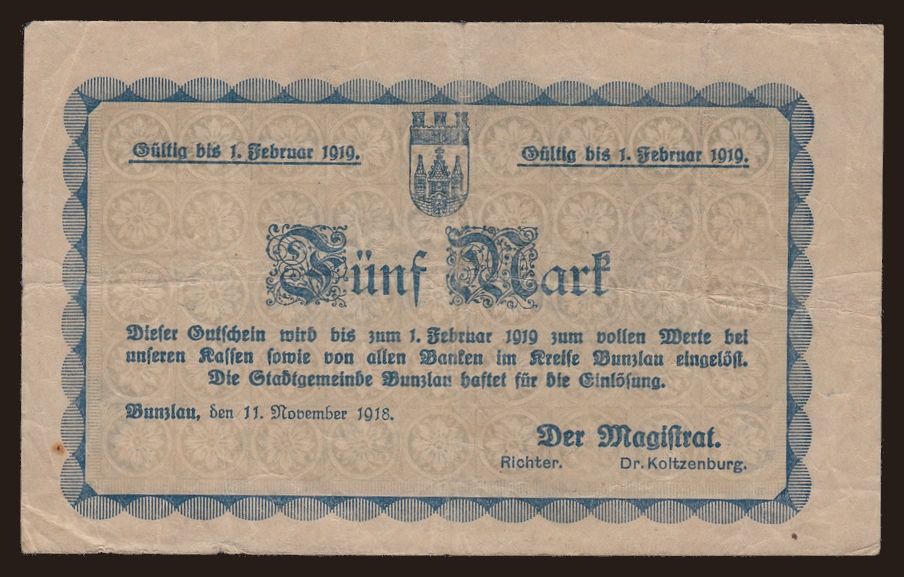 Gültig bis 1. Februar 1919. Gültig bis 1. Februar 1919.
Fünf Mark
Dieser Gutschein wird bis zum 1. Februar 1919 zum vollen Werte bei
unseren Kassen sowie von allen Banken im Kreise Bunzlau eingelöst.
Die Stadtgemeinde Bunzlau haftet für die Einlösung.
Bunzlau, den 11. November 1918.
Der Magistrat.
Richter. Dr. Koltzenburg.